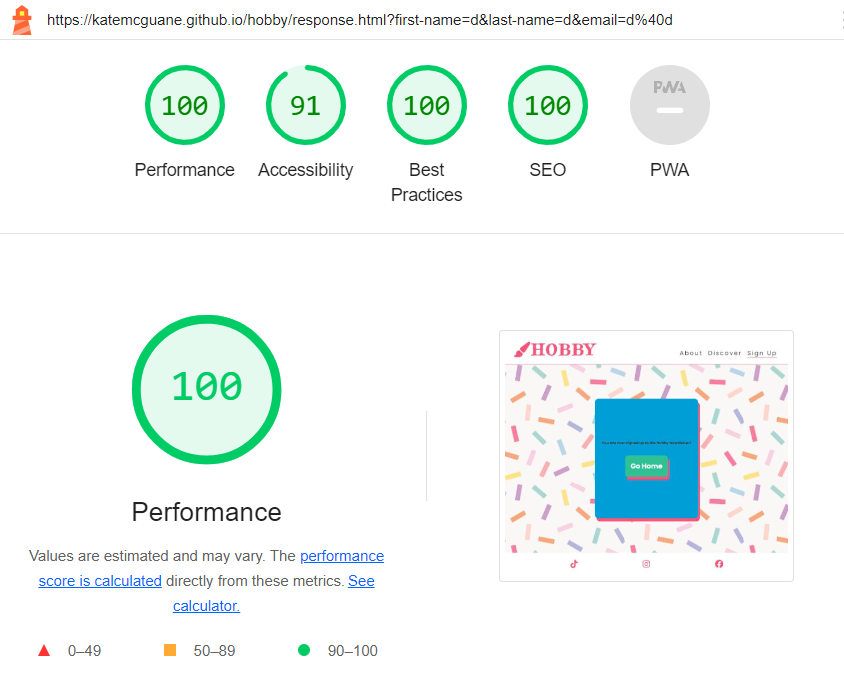 https://katemcguane.github.io/hobby/response.html?first-name=d&last-name=d&email=d%40d
100
91
100
100
PWA
Performance
Accessibility
Best
Practices
SEO
PWA
100
Performance
Values are estimated and may vary. The performance
score is calculated directly from these metrics. See
calculator.
0–49
50–89
90–100
HOBBY
About Discover Sign Up
Go Home